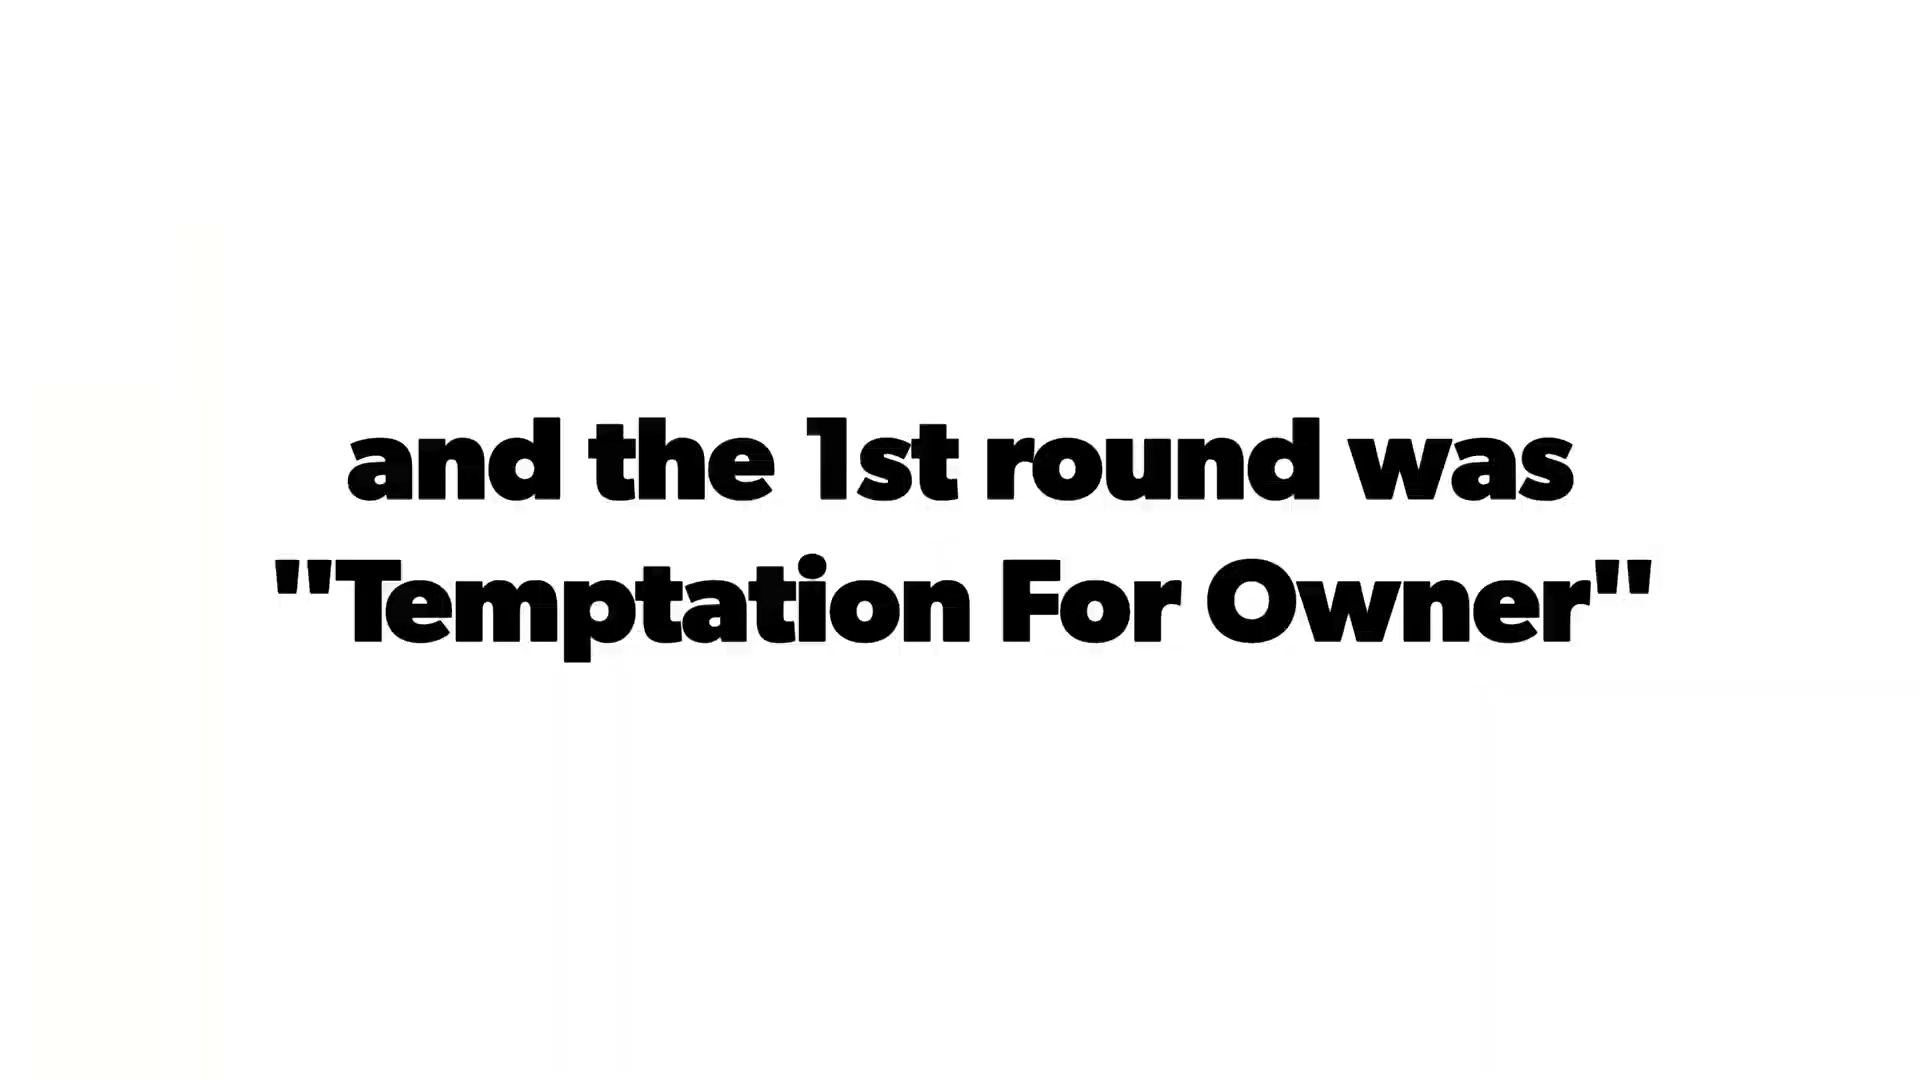 and the 1st round was
"Temptation For Owner"